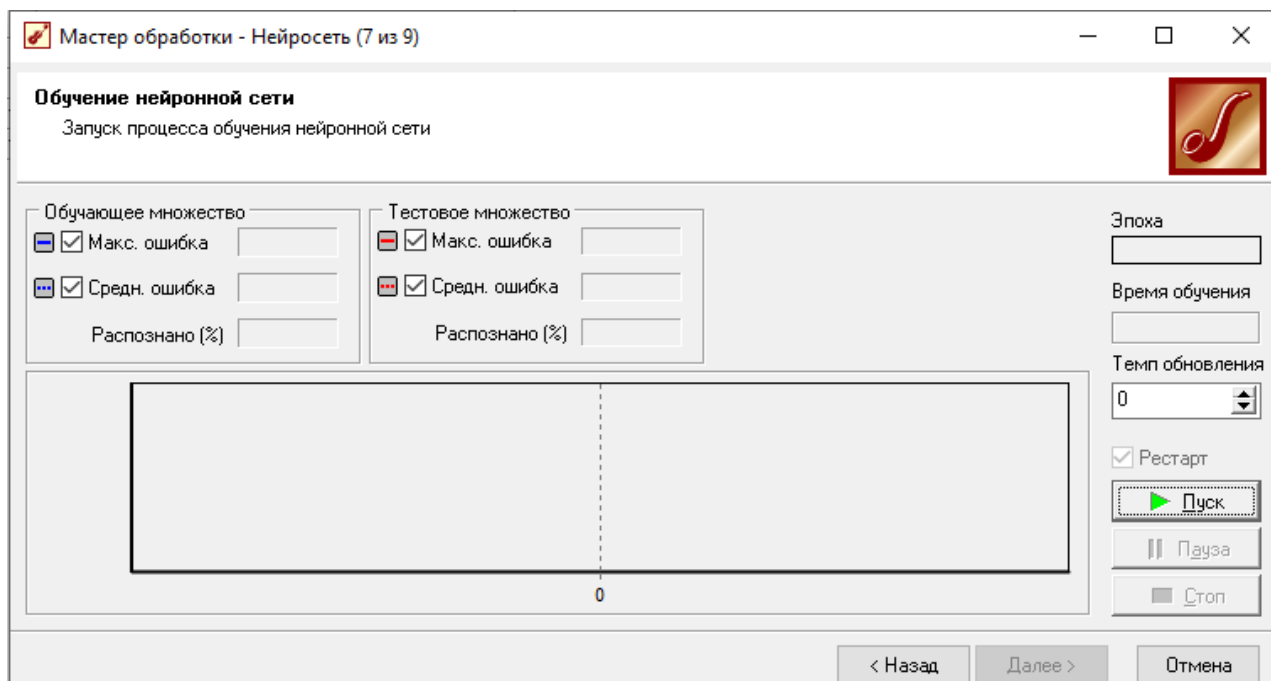 Мастер обработки - Нейросеть (7 из 9)
Обучение нейронной сети
Запуск процесса обучения нейронной сети
Обучающее множество
Макс. ошибка
Средн. ошибка
Распознано (%)
Тестовое множество
Макс. ошибка
Средн. ошибка
Распознано (%)
Эпоха
Время обучения
Темп обновления
0
Рестарт
Пуск
Пауза
Стоп
0
< Назад
Далее >
Отмена